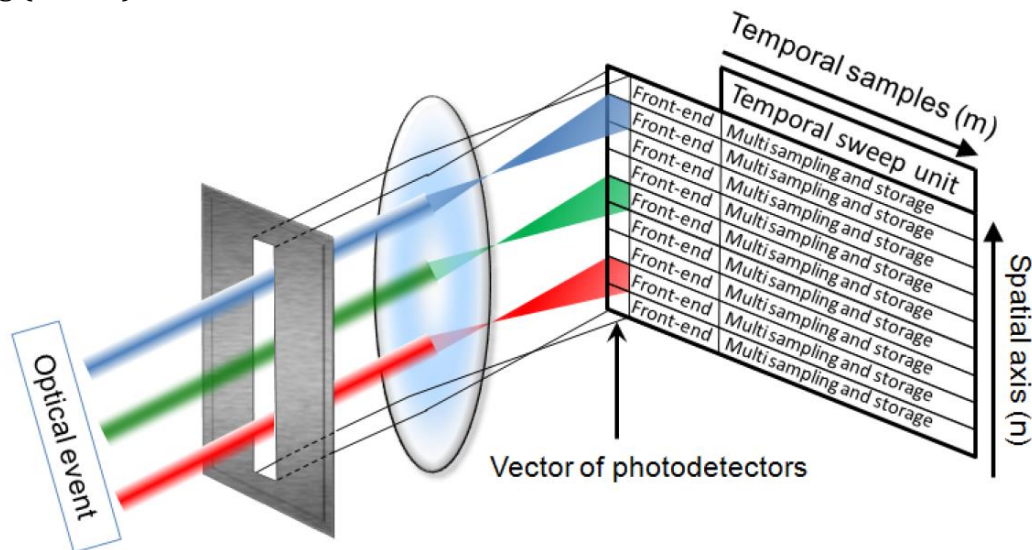 Temporal samples (m)
Temporal sweep unit
Front-end Multi sampling and storage
Front-end Multi sampling and storage
Front-end Multi sampling and storage
Front-end Multi sampling and storage
Front-end Multi sampling and storage
Front-end Multi sampling and storage
Front-end Multi sampling and storage
Front-end Multi sampling and storage
Front-end Multi sampling and storage
Spatial axis (n)
Optical event
Vector of photodetectors